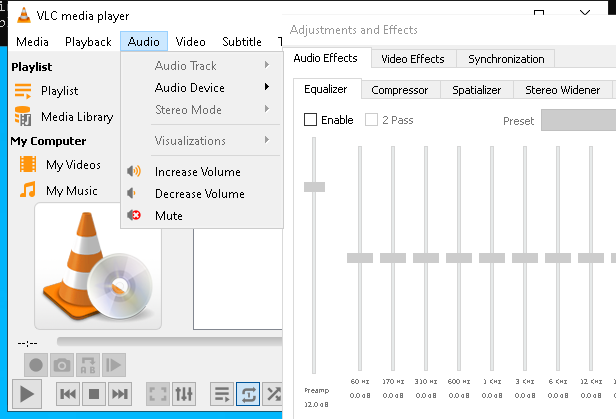 VLC media player
Media Playback Audio Video Subtitle T
Playlist
Playlist
Media Library
My Computer
My Videos
My Music
Audio Track
Audio Device
Stereo Mode
Visualizations
Increase Volume
Decrease Volume
Mute
--:--
Adjustments and Effects
Audio Effects Video Effects Synchronization
Equalizer Compressor Spatializer Stereo Widener
Enable 2 Pass Preset
60 Hz 170 Hz 310 Hz 600 Hz 1 KHz 3 KHz 6 KHz 12 KHz
Preamp 0.0 dB 0.0 dB 0.0 dB 0.0 dB 0.0 dB 0.0 dB 0.0 dB 0.0 dB
12.0 dB